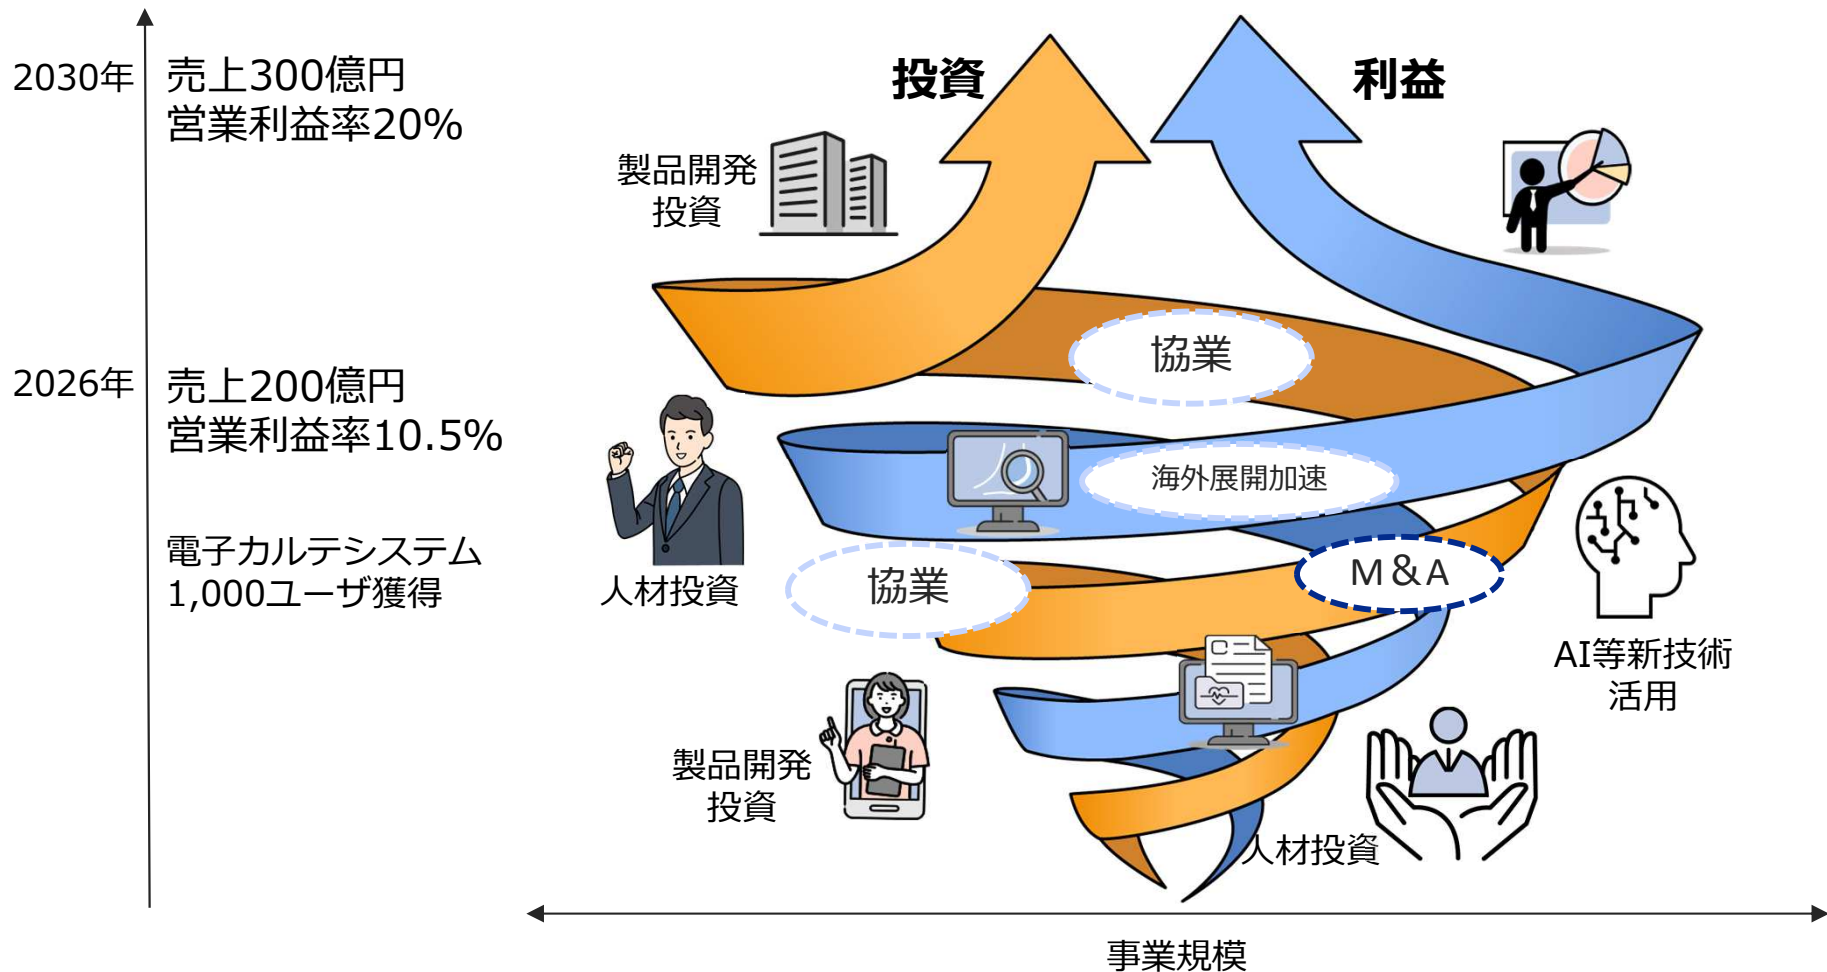 2030年
売上300億円
営業利益率20%
投資
利益
製品開発
投資
協業
2026年
売上200億円
営業利益率10.5%
海外展開加速
電子カルテシステム
1,000ユーザ獲得
人材投資
協業
M&A
AI等新技術
活用
製品開発
投資
人材投資
事業規模